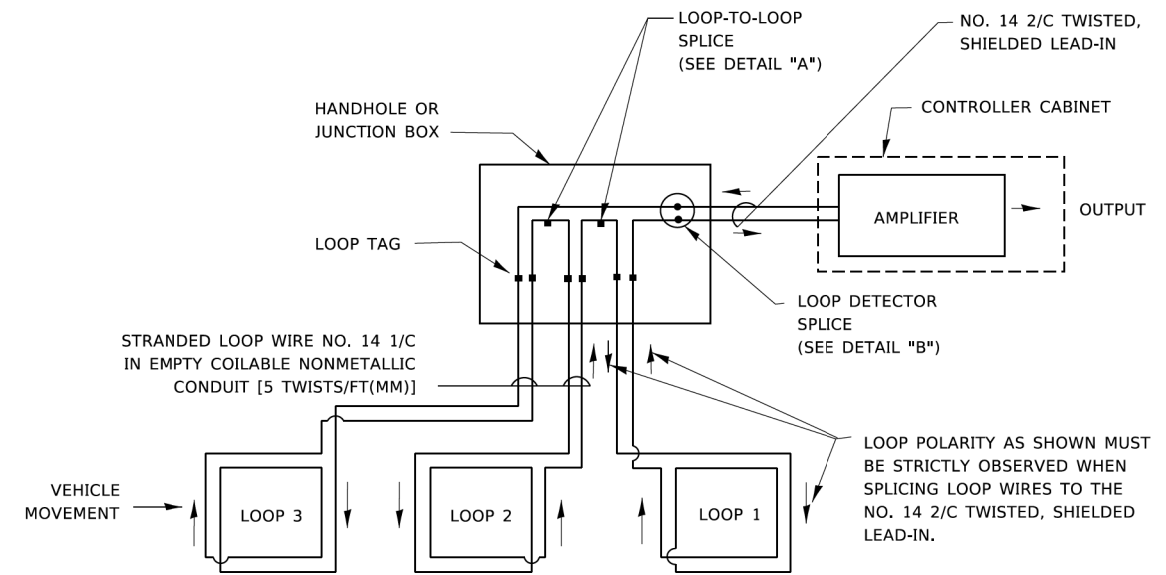 LOOP-TO-LOOP
SPLICE
(SEE DETAIL "A")
NO. 14 2/C TWISTED,
SHIELDED LEAD-IN
HANDHOLE OR
JUNCTION BOX
CONTROLLER CABINET
AMPLIFIER
OUTPUT
LOOP TAG
LOOP DETECTOR
SPLICE
(SEE DETAIL "B")
STRANDED LOOP WIRE NO. 14 1/C
IN EMPTY COILABLE NONMETALLIC
CONDUIT [5 TWISTS/FT(MM)]
LOOP POLARITY AS SHOWN MUST
BE STRICTLY OBSERVED WHEN
SPLICING LOOP WIRES TO THE
NO. 14 2/C TWISTED, SHIELDED
LEAD-IN.
VEHICLE
MOVEMENT
LOOP 3
LOOP 2
LOOP 1